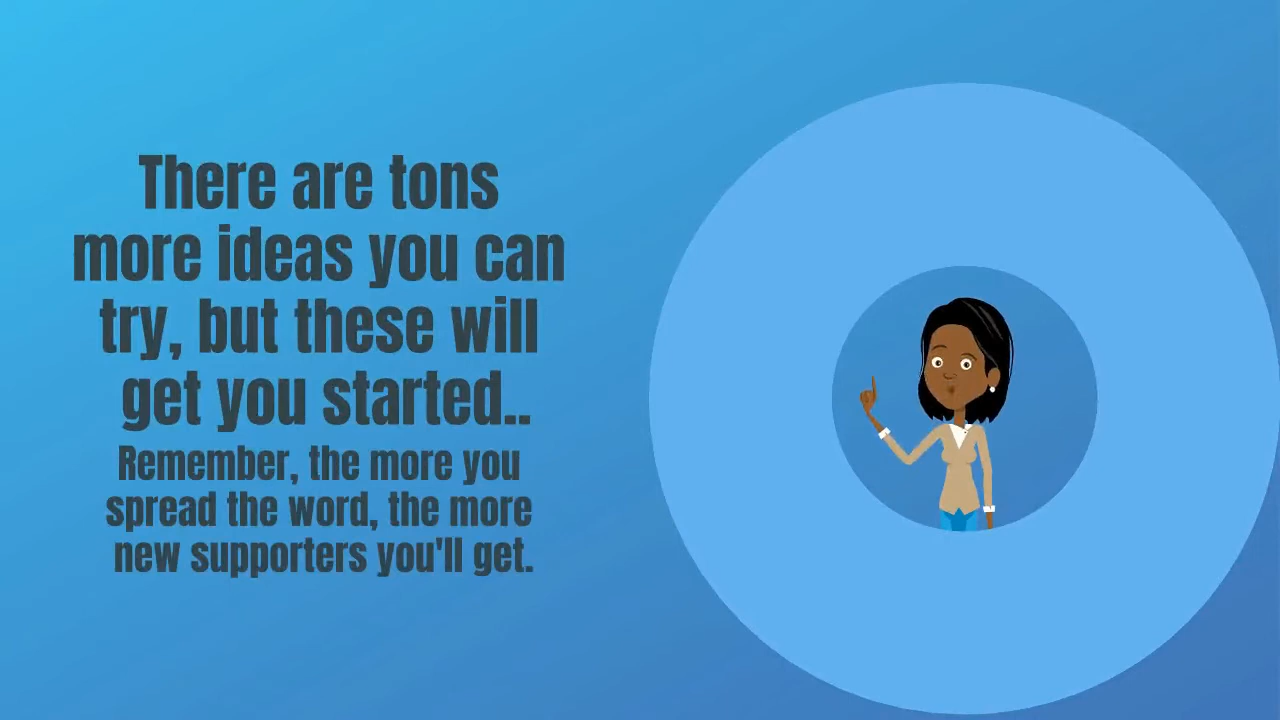 There are tons
more ideas you can
try, but these will
get you started..
Remember, the more you
spread the word, the more
new supporters you'll get.